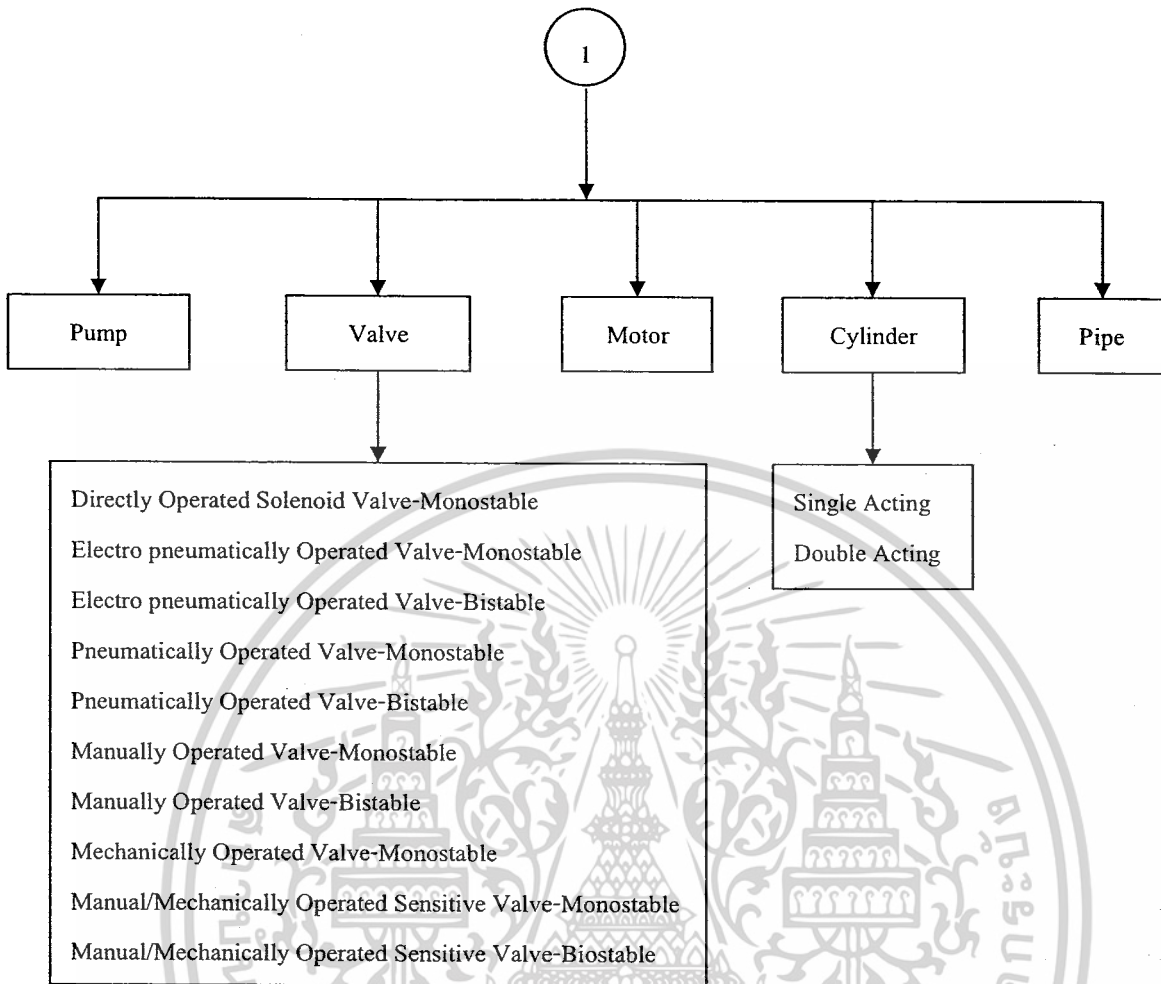 1
Pump
Valve
Motor
Cylinder
Pipe
Directly Operated Solenoid Valve-Monostable
Electro pneumatically Operated Valve-Monostable
Electro pneumatically Operated Valve-Bistable
Pneumatically Operated Valve-Monostable
Pneumatically Operated Valve-Bistable
Manually Operated Valve-Monostable
Manually Operated Valve-Bistable
Mechanically Operated Valve-Monostable
Manual/Mechanically Operated Sensitive Valve-Monostable
Manual/Mechanically Operated Sensitive Valve-Biostable
Single Acting
Double Acting